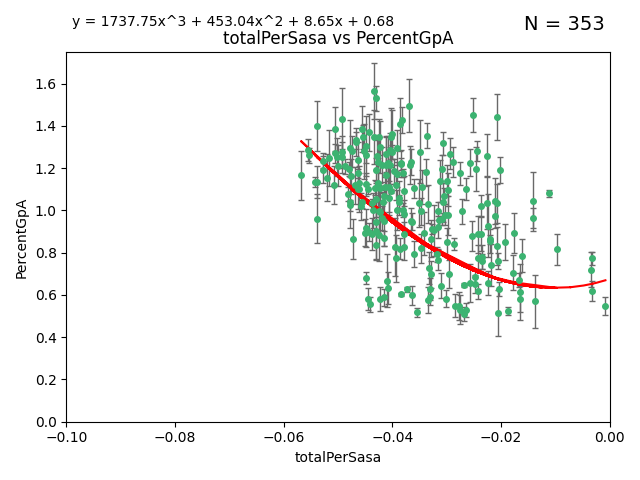 y = 1737.75x^3 + 453.04x^2 + 8.65x + 0.68
N = 353
totalPerSasa vs PercentGpA
1.6
1.4
1.2
1.0
0.8
0.6
0.4
0.2
0.0
PercentGpA
−0.10 −0.08 −0.06 −0.04 −0.02 0.00
totalPerSasa